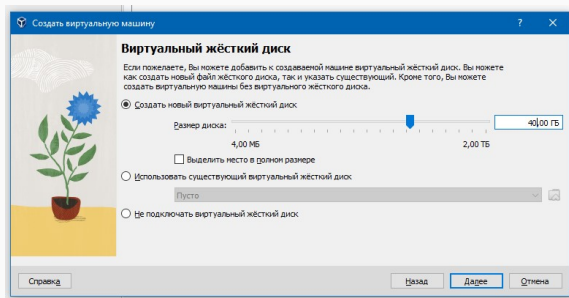 Создать виртуальную машину
Виртуальный жёсткий диск
Если пожелаете, Вы можете добавить к создаваемой машине виртуальный жёсткий диск. Вы можете
как создать новый файл жёсткого диска, так и указать существующий. Кроме того, Вы можете
создать виртуальную машины без виртуального жёсткого диска.
Создать новый виртуальный жёсткий диск
Размер диска:
40,00 ГБ
4,00 МБ 2,00 ТБ
Выделить место в полном размере
Использовать существующий виртуальный жёсткий диск
Пусто
Не подключать виртуальный жёсткий диск
Справка Назад Далее Отмена